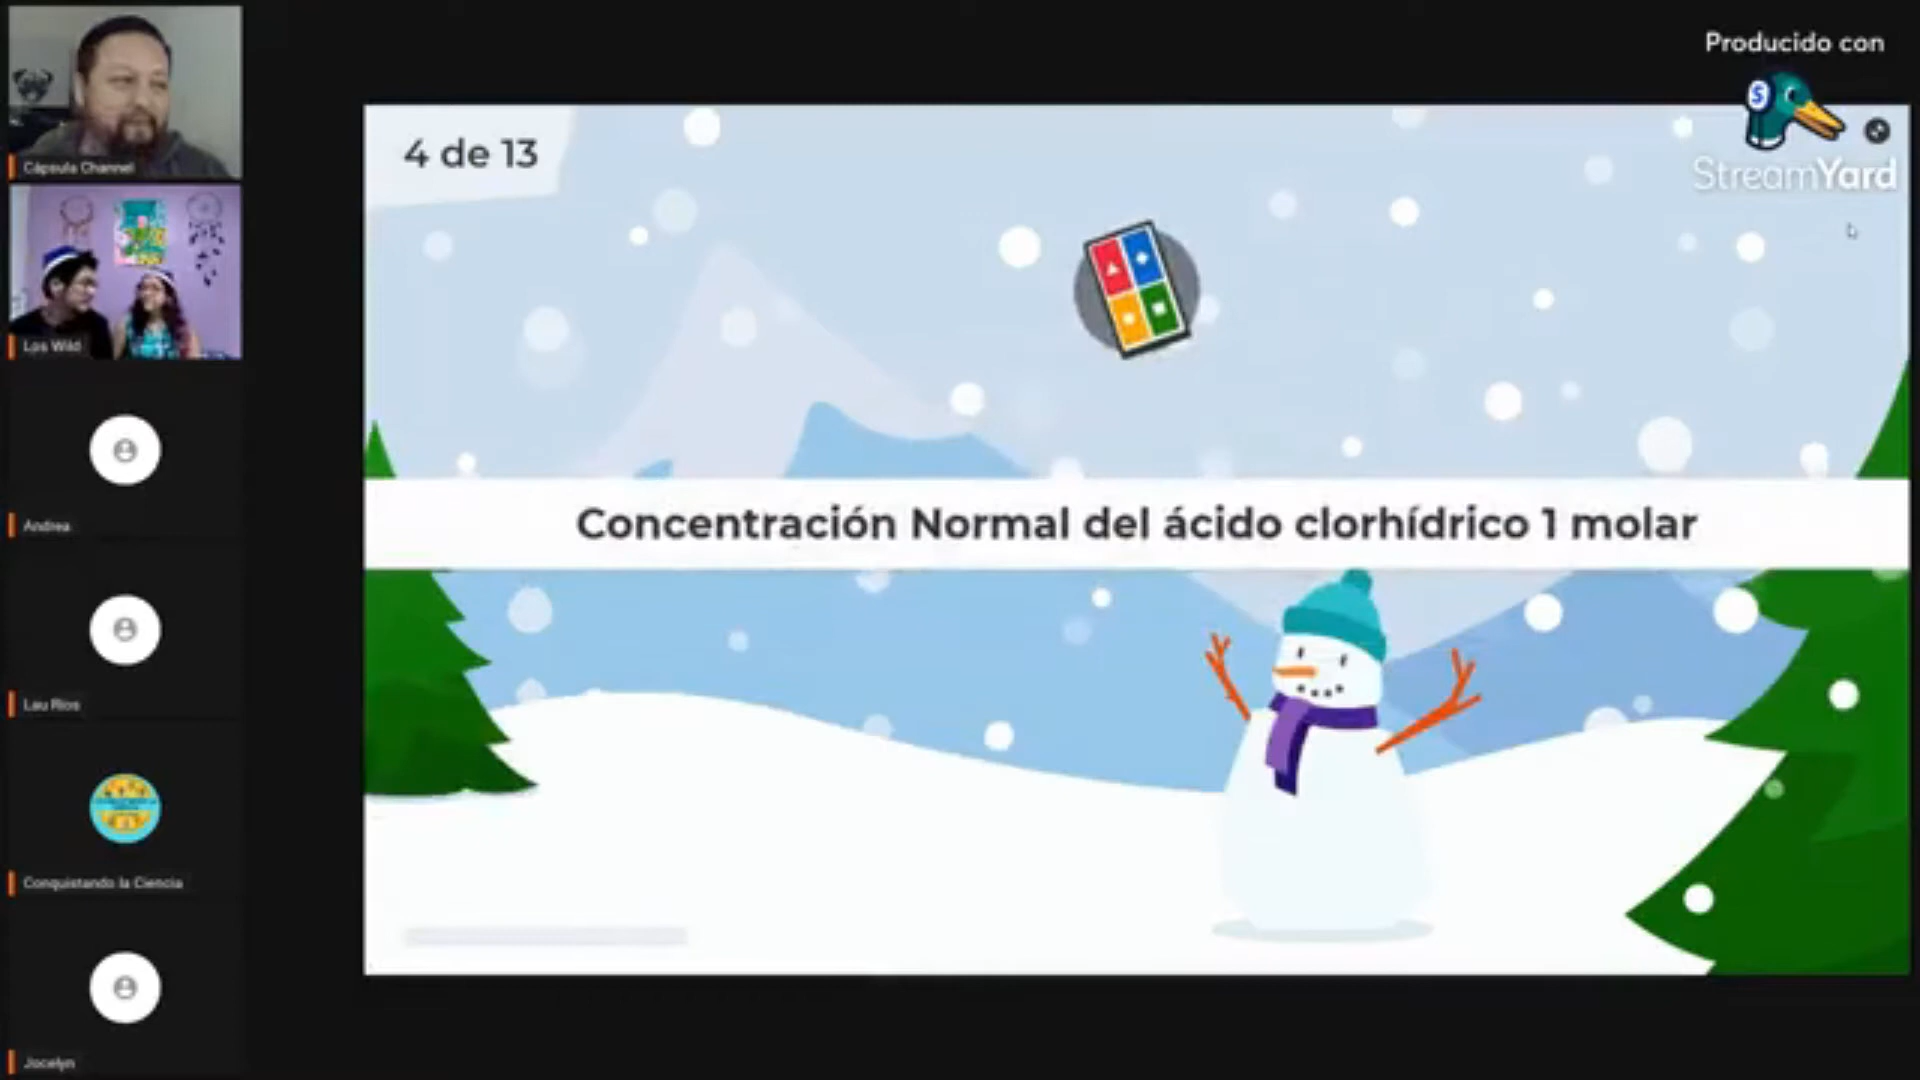 Producido con
StreamYard
4 de 13
Concentración Normal del ácido clorhídrico 1 molar
Cápsula Channel
Los Wild
Andrea
Lau Rios
Conquistando la Ciencia
Jocelyn